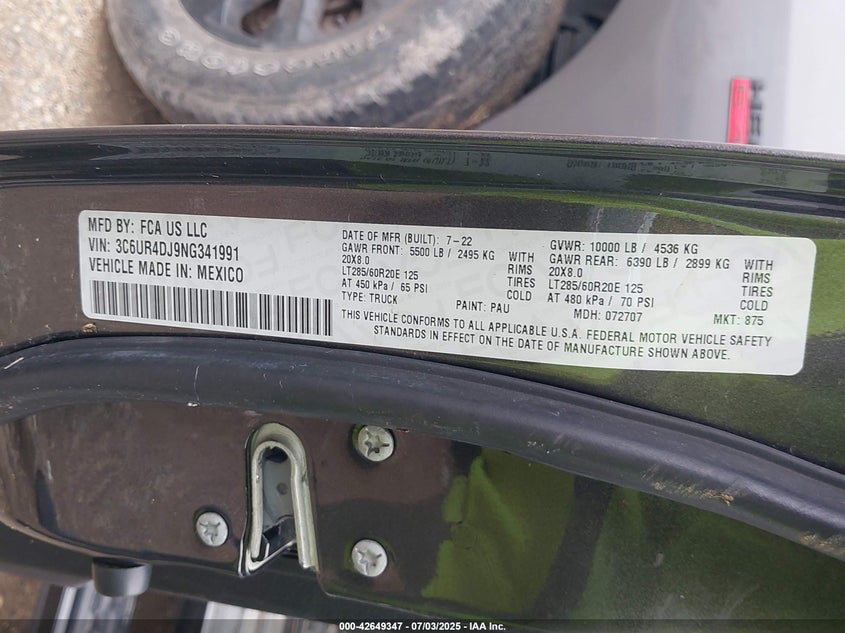 MFD BY: FCA US LLC
VIN: 3C6UR4DJ9NG341991
VEHICLE MADE IN: MEXICO
DATE OF MFR (BUILT): 7-22
GAWR FRONT: 5500 LB / 2495 KG WITH
20X8.0 RIMS
LT285/60R20E 125 TIRES
AT 450 kPa / 65 PSI COLD
TYPE: TRUCK PAINT: PAU
GVWR: 10000 LB / 4536 KG
GAWR REAR: 6390 LB / 2899 KG WITH
20X8.0 RIMS
LT285/60R20E 125 TIRES
AT 480 kPa / 70 PSI COLD
MDH: 072707 MKT: 875
THIS VEHICLE CONFORMS TO ALL APPLICABLE U.S.A. FEDERAL MOTOR VEHICLE SAFETY
STANDARDS IN EFFECT ON THE DATE OF MANUFACTURE SHOWN ABOVE.
000-42649347 - 07/03/2025 - IAA Inc.